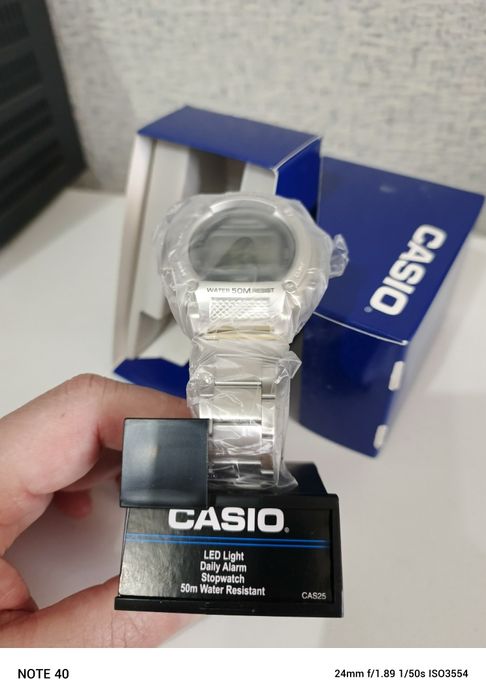 CASIO
WATER 50M RESIST
CASIO
LED Light
Daily Alarm
Stopwatch
50m Water Resistant
CAS25
NOTE 40
24mm f/1.89 1/50s ISO3554